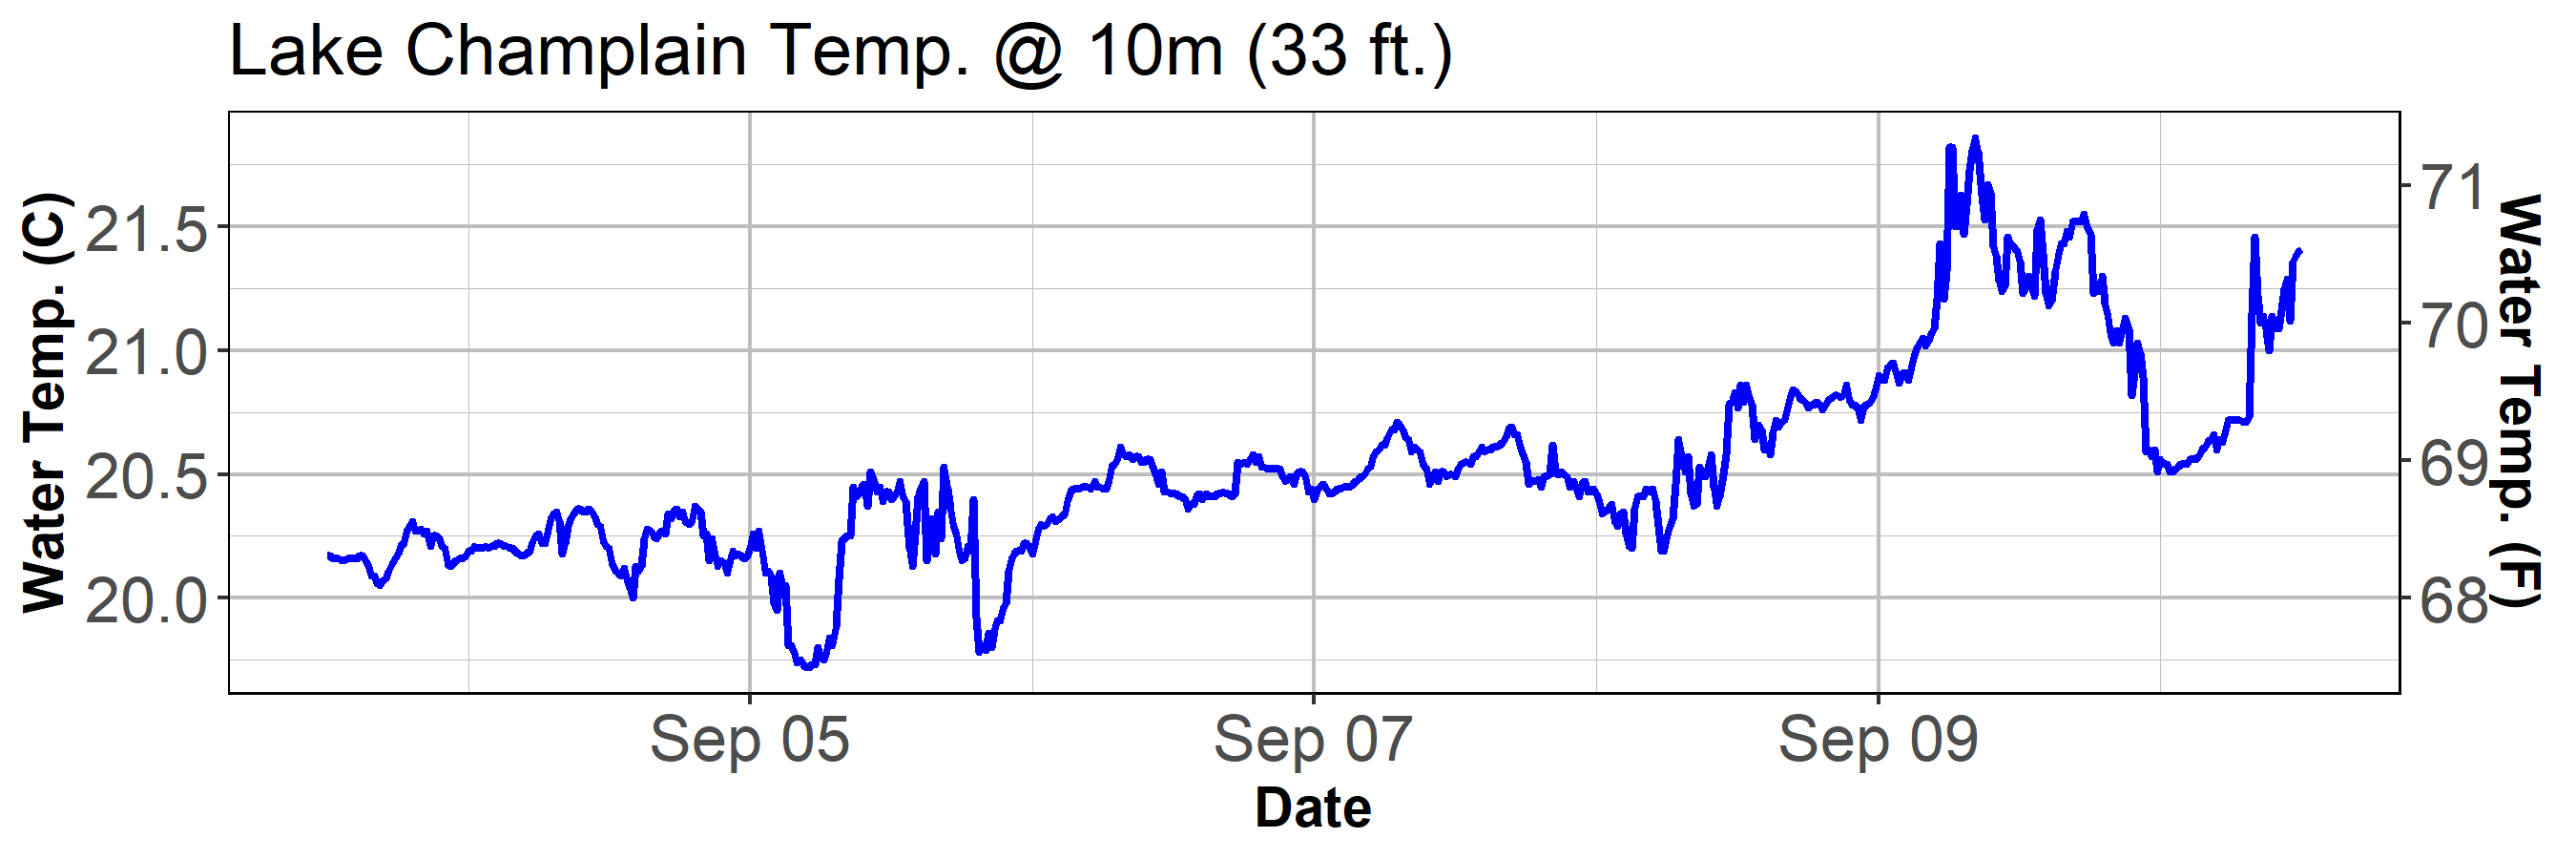 Lake Champlain Temp. @ 10m (33 ft.)
Water Temp. (C)
21.5
21.0
20.5
20.0
71
70
69
68
Water Temp. (F)
Sep 05
Sep 07
Sep 09
Date